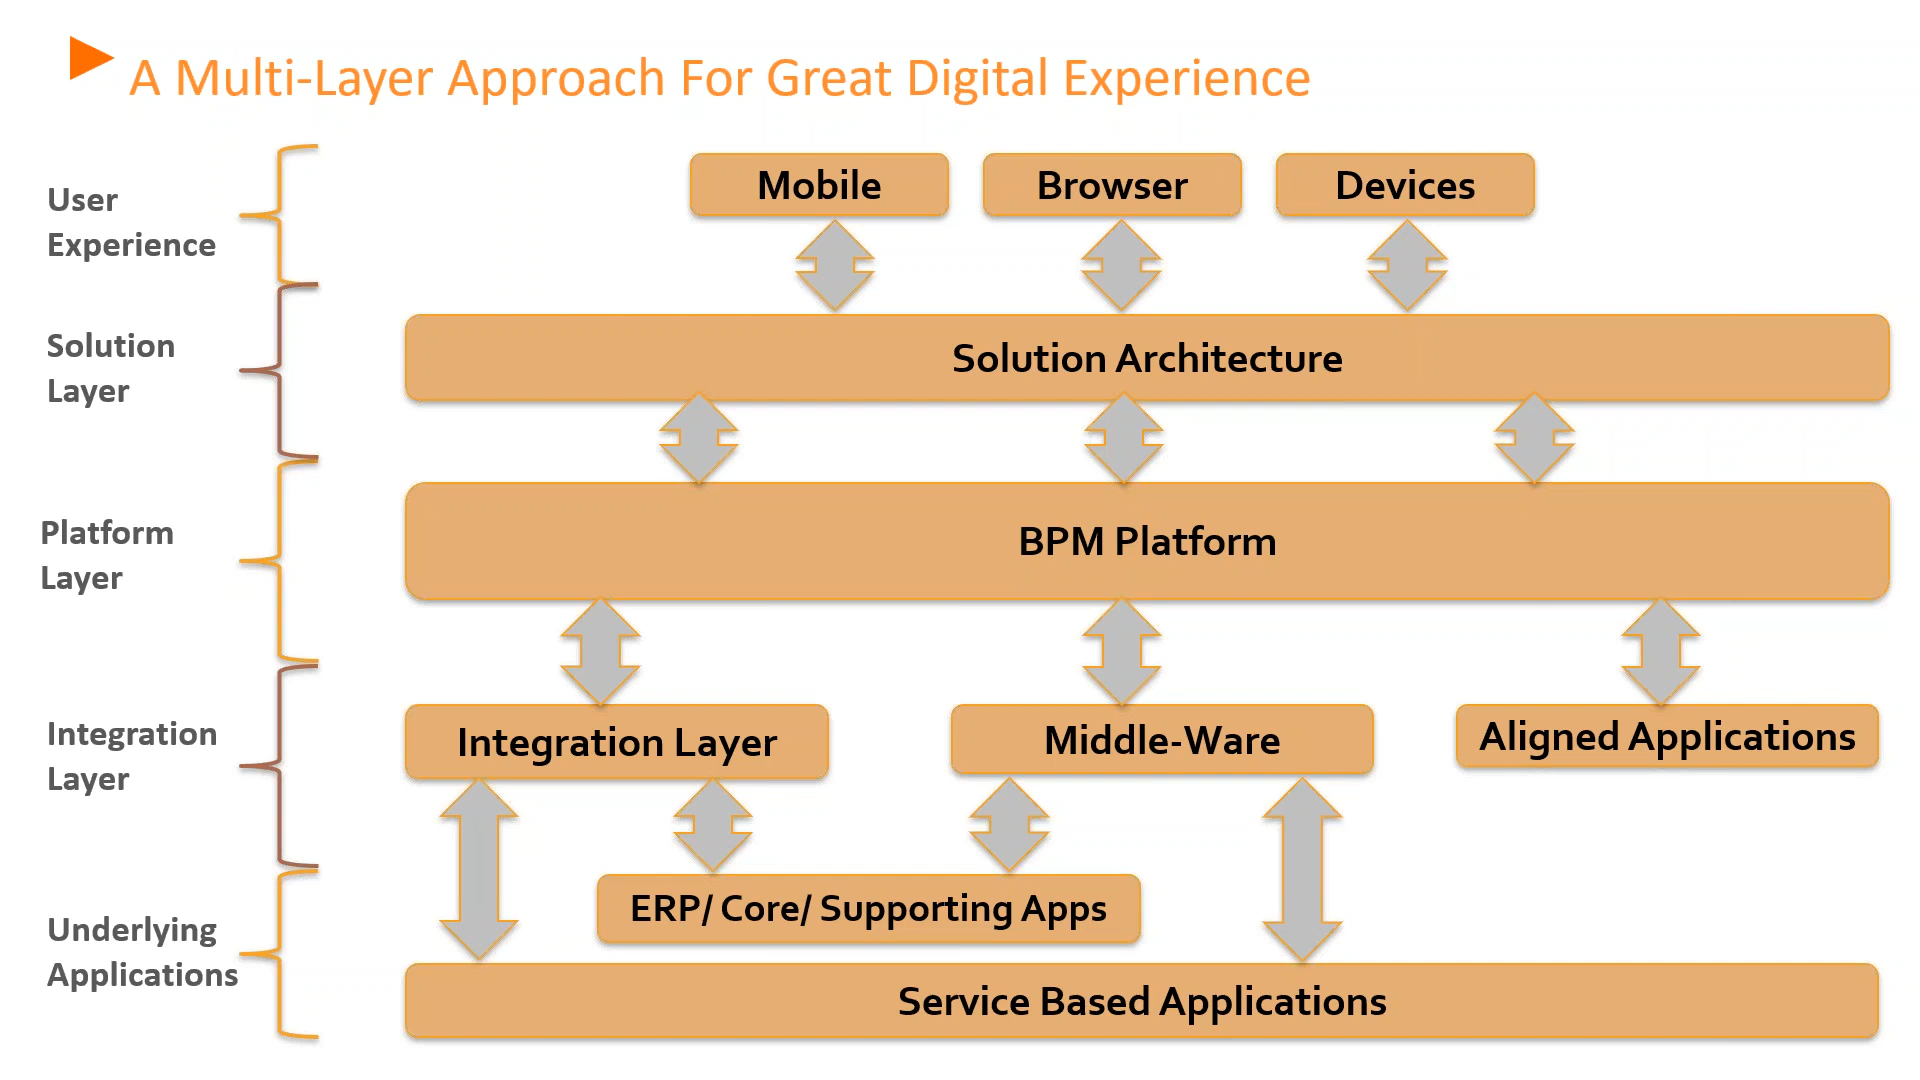 A Multi-Layer Approach For Great Digital Experience
User
Experience
Mobile
Browser
Devices
Solution
Layer
Solution Architecture
Platform
Layer
BPM Platform
Integration
Layer
Integration Layer
Middle-Ware
Aligned Applications
Underlying
Applications
ERP/ Core/ Supporting Apps
Service Based Applications